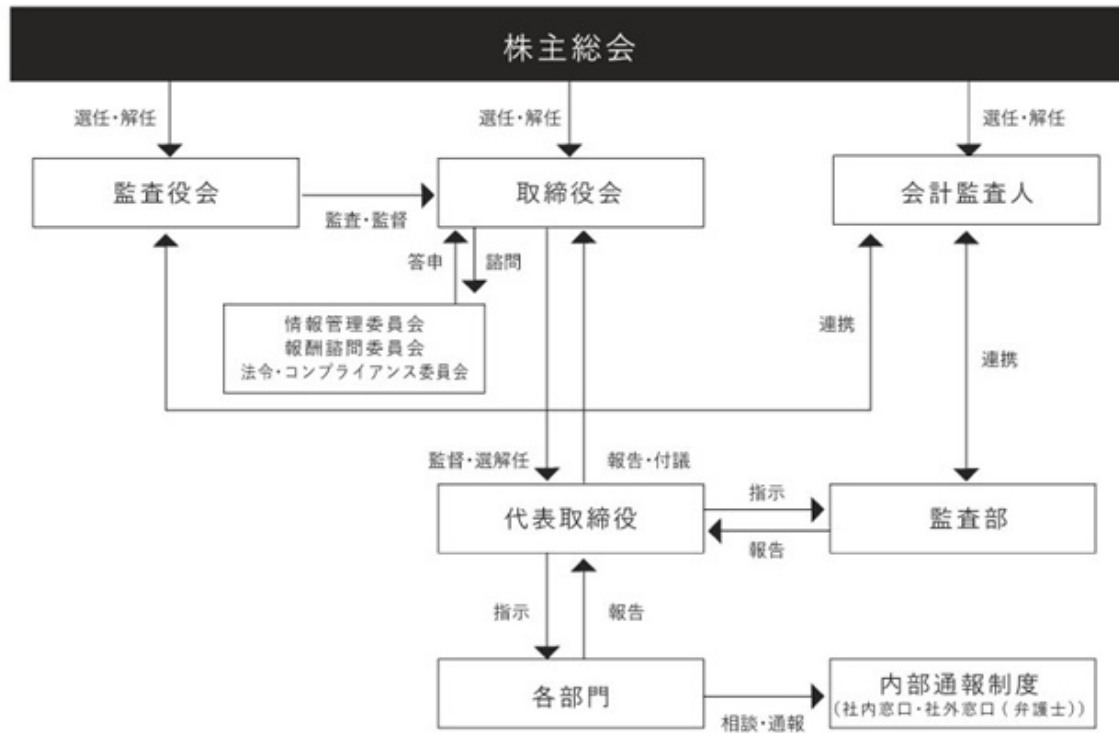 株主総会
選任・解任
選任・解任
選任・解任
監査役会
取締役会
会計監査人
監査・監督
答申
諮問
情報管理委員会
報酬諮問委員会
法令・コンプライアンス委員会
連携
連携
監督・選解任
報告・付議
代表取締役
指示
報告
監査部
指示
報告
各部門
相談・通報
内部通報制度
(社内窓口・社外窓口(弁護士))